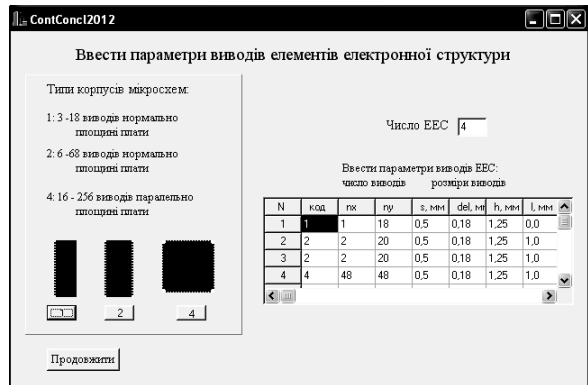 ContConcl2012
Ввести параметри виводів елементів електронної структури
Типи корпусів мікросхем:
1: 3 -18 виводів нормально
площині плати
2: 6 -68 виводів нормально
площині плати
4: 16 - 256 виводів паралельно
площині плати
2
4
Продовжити
Число ЕЕС 4
Ввести параметри виводів ЕЕС:
число виводів розміри виводів
N код nx ny s, мм del, мм h, мм l, мм
1 1 1 18 0,5 0,18 1,25 0,0
2 2 2 20 0,5 0,18 1,25 1,0
3 2 2 20 0,5 0,18 1,25 1,0
4 4 48 48 0,5 0,18 1,25 1,0